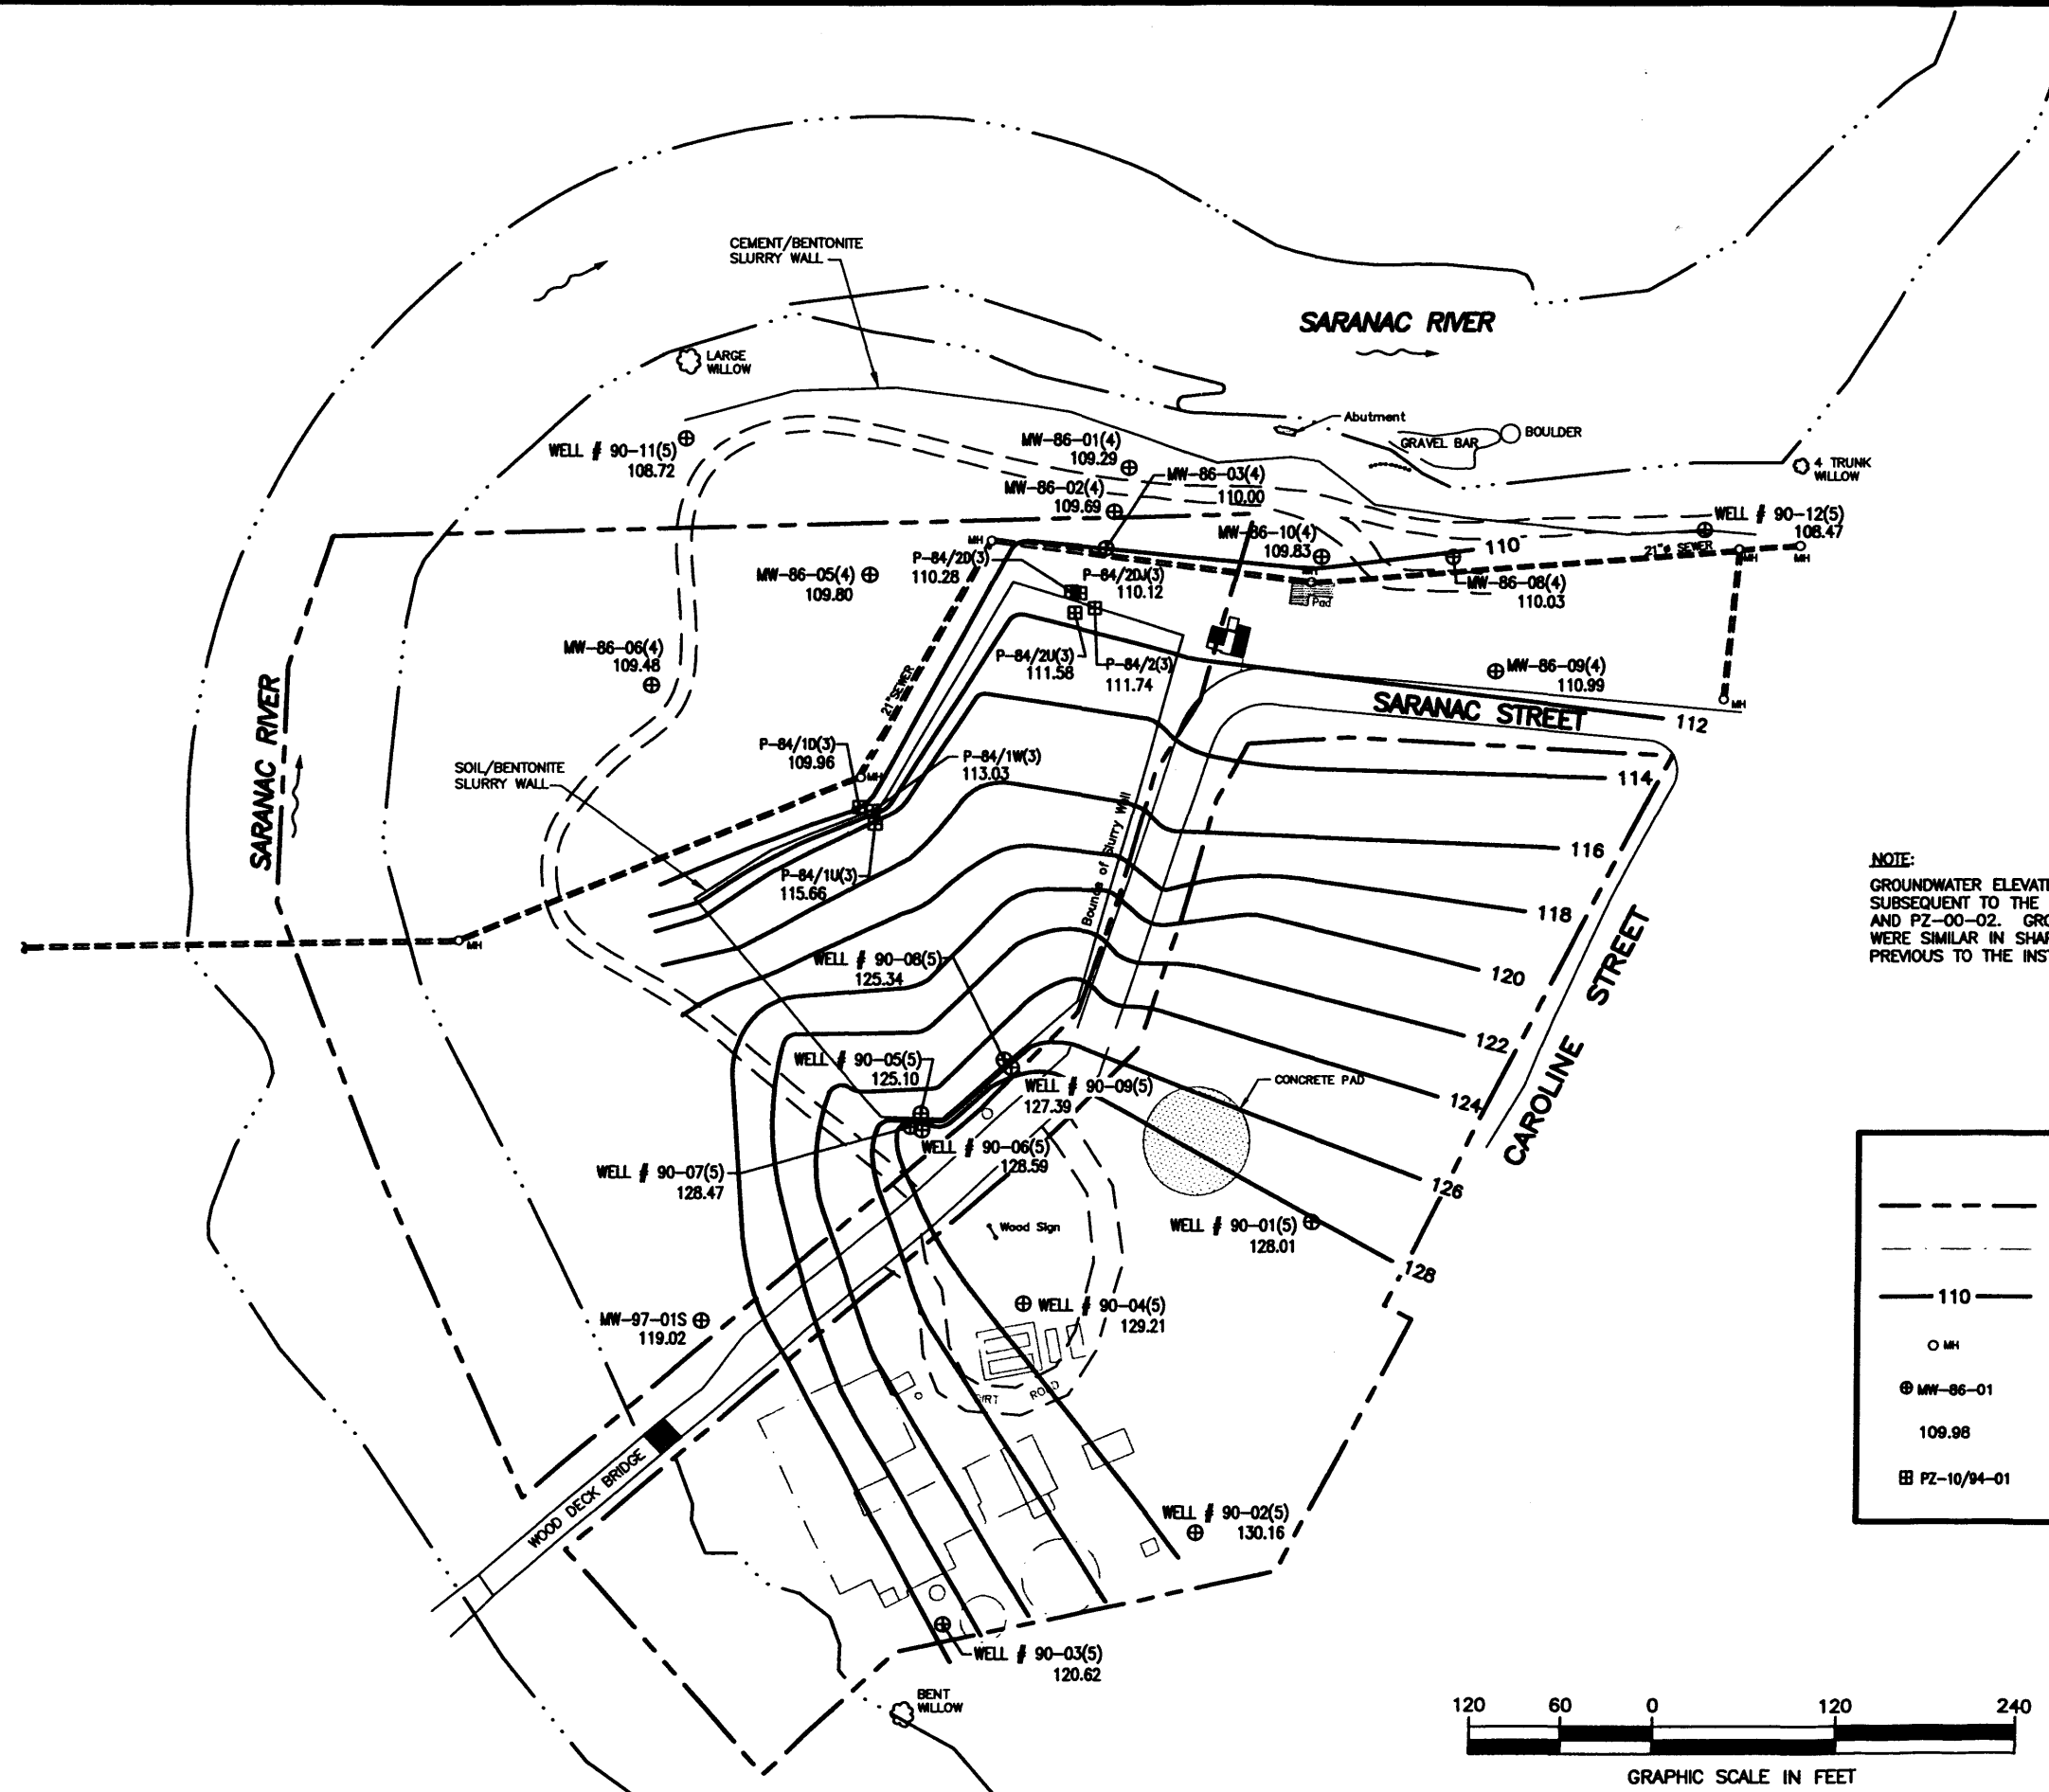 CEMENT/BENTONITE
SLURRY WALL
SARANAC RIVER
LARGE
WILLOW
Abutment
GRAVEL BAR
BOULDER
4 TRUNK
WILLOW
WELL # 90-11(5)
108.72
MW-86-01(4)
109.29
MW-86-03(4)
110.00
MW-86-02(4)
109.69
WELL # 90-12(5)
108.47
MW-86-10(4)
109.83
110
21"ø SEWER
MH
MH
MH
MH
P-84/2D(3)
110.28
P-84/2DJ(3)
110.12
MW-86-05(4)
109.80
MW-86-08(4)
110.03
Pad
MW-86-06(4)
109.48
P-84/2U(3)
111.58
P-84/2(3)
111.74
MW-86-09(4)
110.99
21"SEWER
SARANAC STREET
MH
112
SARANAC RIVER
P-84/1D(3)
109.96
P-84/1W(3)
113.03
SOIL/BENTONITE
SLURRY WALL
MH
114
Bounds of Slurry Wall
116
P-84/1U(3)
115.66
118
MH
NOTE:
GROUNDWATER ELEVATI
SUBSEQUENT TO THE
AND PZ-00-02. GRO
WERE SIMILAR IN SHAP
PREVIOUS TO THE INST
WELL # 90-08(5)
125.34
120
CAROLINE STREET
122
WELL # 90-05(5)
125.10
WELL # 90-09(5)
127.39
CONCRETE PAD
124
WELL # 90-06(5)
128.59
WELL # 90-07(5)
128.47
126
Wood Sign
WELL # 90-01(5)
128.01
128
WELL # 90-04(5)
129.21
MW-97-01S
119.02
DIRT ROAD
110
MH
MW-86-01
109.98
PZ-10/94-01
WOOD DECK BRIDGE
WELL # 90-02(5)
130.16
WELL # 90-03(5)
120.62
BENT
WILLOW
120 60 0 120 240
GRAPHIC SCALE IN FEET